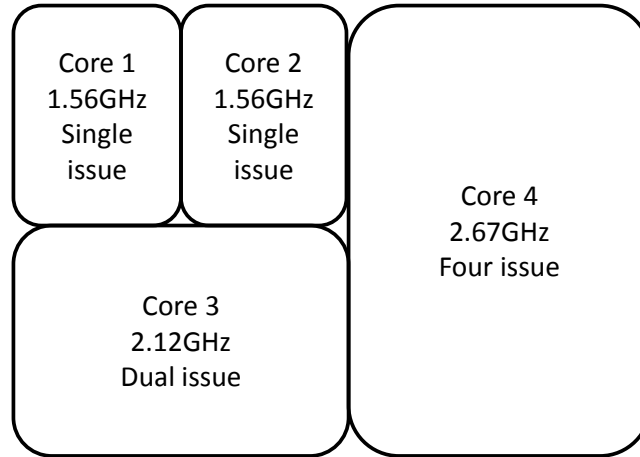 Core 1
1.56GHz
Single
issue
Core 2
1.56GHz
Single
issue
Core 3
2.12GHz
Dual issue
Core 4
2.67GHz
Four issue